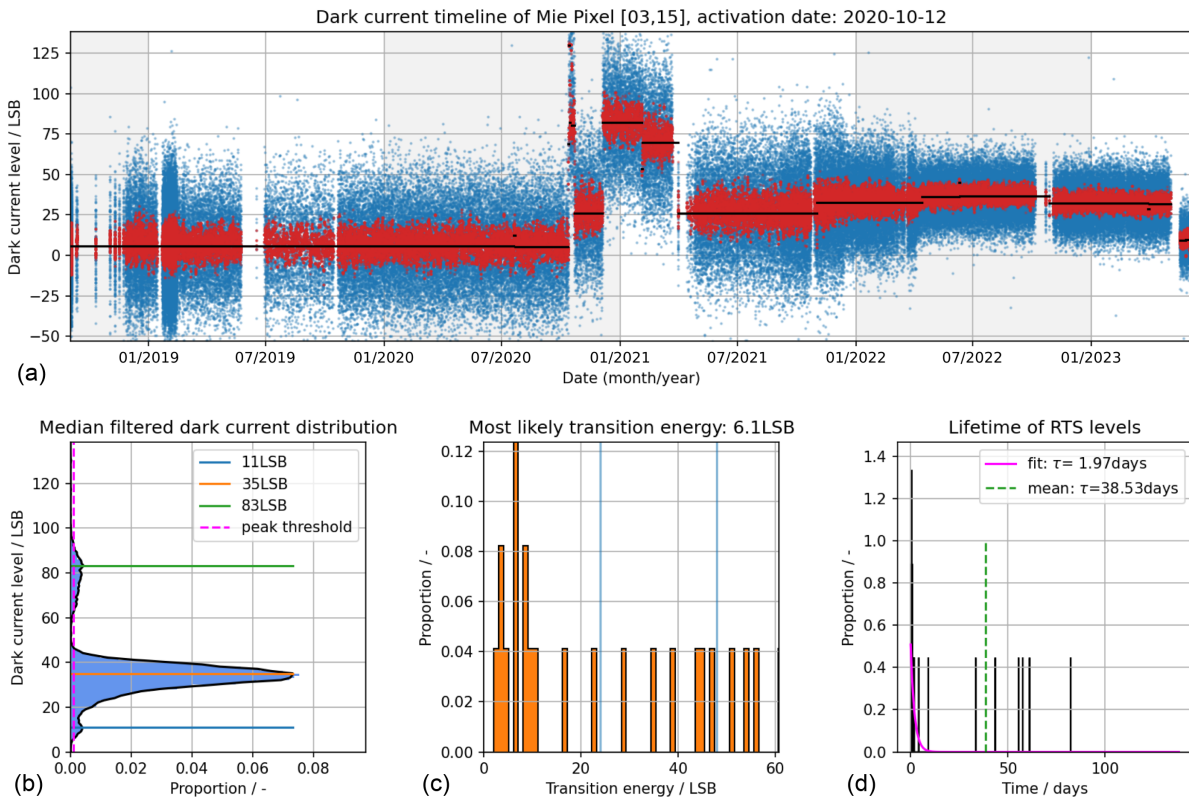 Dark current timeline of Mie Pixel [03,15], activation date: 2020-10-12
Dark current level / LSB
125
100
75
50
25
0
−25
−50
01/2019
07/2019
01/2020
07/2020
01/2021
07/2021
01/2022
07/2022
01/2023
Date (month/year)
(a)
Median filtered dark current distribution
Dark current level / LSB
120
100
80
60
40
20
0
0.00
0.02
0.04
0.06
0.08
Proportion / -
11LSB
35LSB
83LSB
peak threshold
(b)
Most likely transition energy: 6.1LSB
Proportion / -
0.12
0.10
0.08
0.06
0.04
0.02
0.00
0
20
40
60
Transition energy / LSB
(c)
Lifetime of RTS levels
Proportion / -
1.4
1.2
1.0
0.8
0.6
0.4
0.2
0.0
0
50
100
Time / days
fit: τ= 1.97days
mean: τ=38.53days
(d)